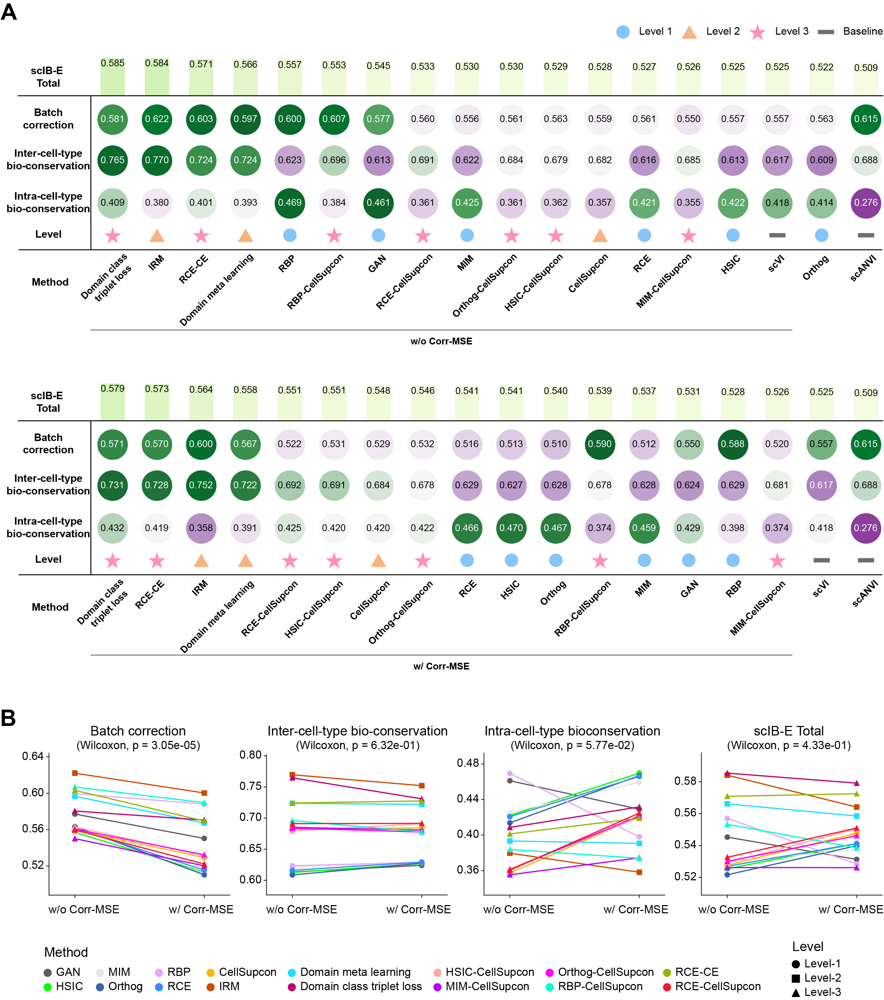 A
Level 1
Level 2
Level 3
Baseline
scIB-E
Total
0.585 0.584 0.571 0.566 0.557 0.553 0.545 0.533 0.530 0.530 0.529 0.528 0.527 0.526 0.525 0.525 0.522 0.509
Batch
correction
0.581 0.622 0.603 0.597 0.600 0.607 0.577 0.560 0.556 0.561 0.563 0.559 0.561 0.550 0.557 0.557 0.563 0.615
Inter-cell-type
bio-conservation
0.765 0.770 0.724 0.724 0.623 0.696 0.613 0.691 0.622 0.684 0.679 0.682 0.616 0.685 0.613 0.617 0.609 0.688
Intra-cell-type
bio-conservation
0.409 0.380 0.401 0.393 0.469 0.384 0.461 0.361 0.425 0.361 0.362 0.357 0.421 0.355 0.422 0.418 0.414 0.276
Level
Method
Domain class
triplet loss
IRM
RCE-CE
Domain meta learning
RBP
RBP-CellSupcon
GAN
RCE-CellSupcon
MIM
Orthog-CellSupcon
HSIC-CellSupcon
CellSupcon
RCE
MIM-CellSupcon
HSIC
scVI
Orthog
scANVI
w/o Corr-MSE
scIB-E
Total
0.579 0.573 0.564 0.558 0.551 0.551 0.548 0.546 0.541 0.541 0.540 0.539 0.537 0.531 0.528 0.526 0.525 0.509
Batch
correction
0.571 0.570 0.600 0.567 0.522 0.531 0.529 0.532 0.516 0.513 0.510 0.590 0.512 0.550 0.588 0.520 0.557 0.615
Inter-cell-type
bio-conservation
0.731 0.728 0.752 0.722 0.692 0.691 0.684 0.678 0.629 0.627 0.628 0.678 0.628 0.624 0.629 0.681 0.617 0.688
Intra-cell-type
bio-conservation
0.432 0.419 0.358 0.391 0.425 0.420 0.420 0.422 0.466 0.470 0.467 0.374 0.459 0.429 0.398 0.374 0.418 0.276
Level
Method
Domain class
triplet loss
RCE-CE
IRM
Domain meta learning
RCE-CellSupcon
HSIC-CellSupcon
CellSupcon
Orthog-CellSupcon
RCE
HSIC
Orthog
RBP-CellSupcon
MIM
GAN
RBP
MIM-CellSupcon
scVI
scANVI
w/ Corr-MSE
B
Batch correction
(Wilcoxon, p = 3.05e-05)
0.64
0.60
0.56
0.52
w/o Corr-MSE
w/ Corr-MSE
Inter-cell-type bio-conservation
(Wilcoxon, p = 6.32e-01)
0.80
0.75
0.70
0.65
0.60
w/o Corr-MSE
w/ Corr-MSE
Intra-cell-type bioconservation
(Wilcoxon, p = 5.77e-02)
0.48
0.44
0.40
0.36
w/o Corr-MSE
w/ Corr-MSE
scIB-E Total
(Wilcoxon, p = 4.33e-01)
0.58
0.56
0.54
0.52
w/o Corr-MSE
w/ Corr-MSE
Method
GAN MIM RBP CellSupcon Domain meta learning HSIC-CellSupcon Orthog-CellSupcon RCE-CE
HSIC Orthog RCE IRM Domain class triplet loss MIM-CellSupcon RBP-CellSupcon RCE-CellSupcon
Level
Level-1
Level-2
Level-3